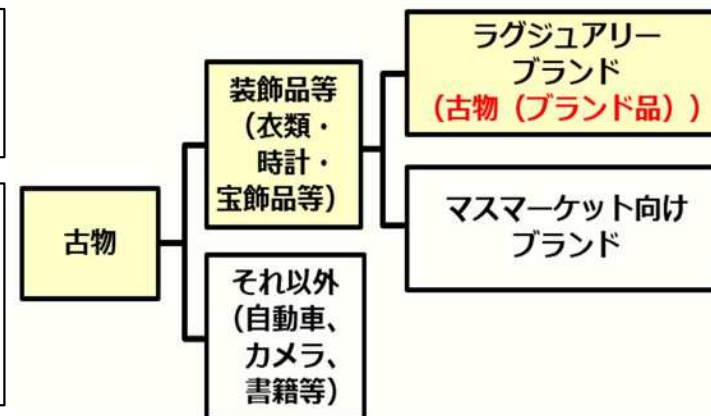 古物
装飾品等
(衣類・
時計・
宝飾品等)
それ以外
(自動車、
カメラ、
書籍等)
ラグジュアリー
ブランド
(古物(ブランド品))
マスマーケット向け
ブランド